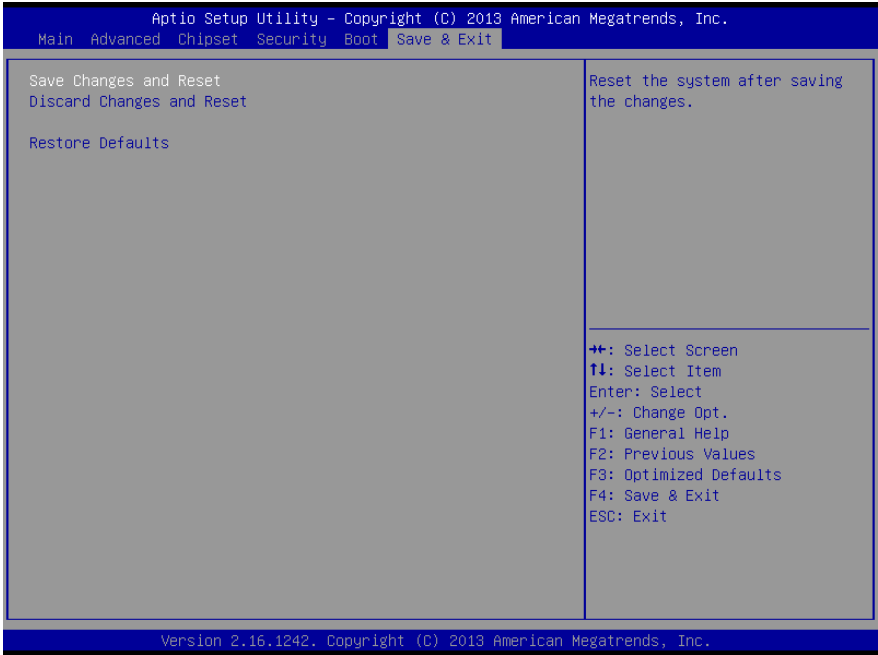 Aptio Setup Utility – Copyright (C) 2013 American Megatrends, Inc.
Main Advanced Chipset Security Boot Save & Exit
Save Changes and Reset
Discard Changes and Reset
Restore Defaults
Reset the system after saving
the changes.
→←: Select Screen
↑↓: Select Item
Enter: Select
+/-: Change Opt.
F1: General Help
F2: Previous Values
F3: Optimized Defaults
F4: Save & Exit
ESC: Exit
Version 2.16.1242. Copyright (C) 2013 American Megatrends, Inc.